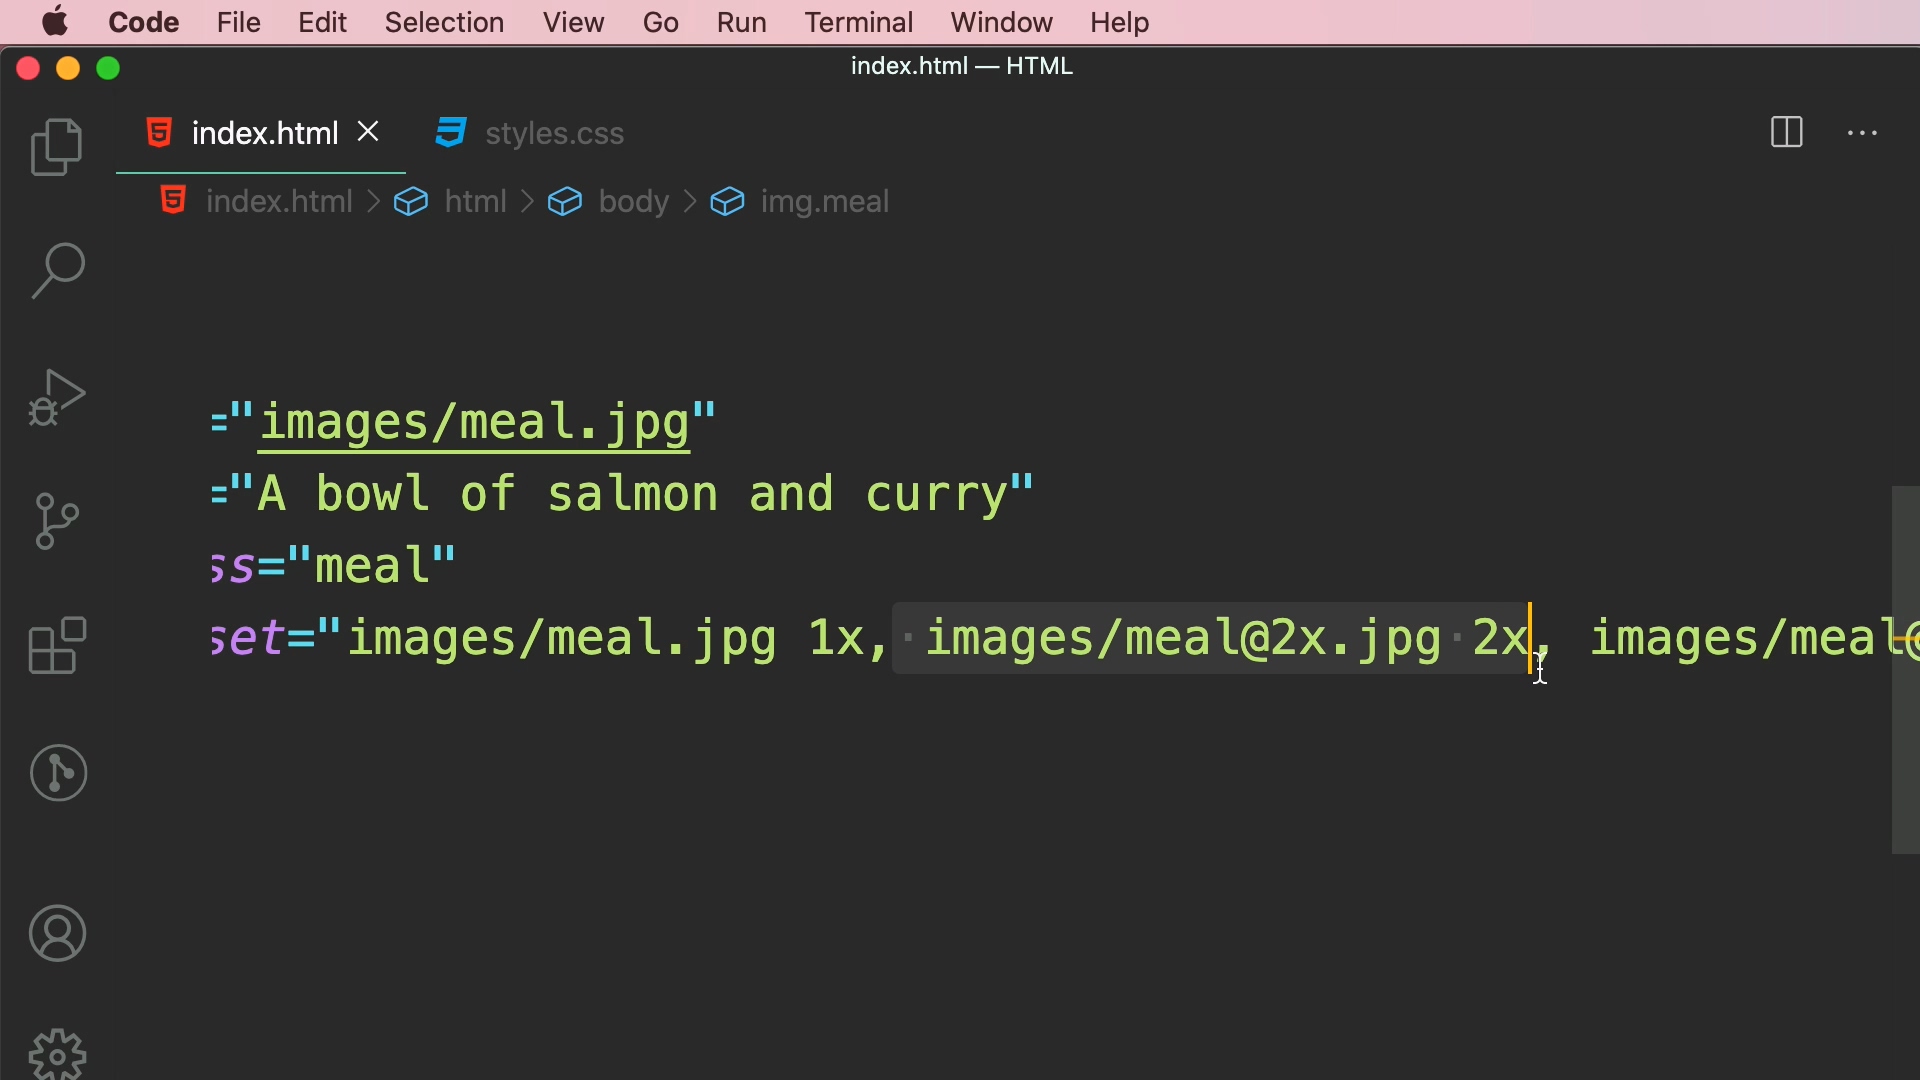 Code File Edit Selection View Go Run Terminal Window Help
index.html — HTML
index.html styles.css
index.html > html > body > img.meal
="images/meal.jpg"
="A bowl of salmon and curry"
ss="meal"
set="images/meal.jpg 1x, images/meal@2x.jpg 2x, images/meal@